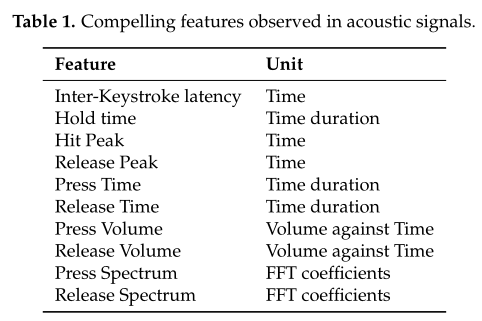 Table 1. Compelling features observed in acoustic signals.
Feature Unit
Inter-Keystroke latency Time
Hold time Time duration
Hit Peak Time
Release Peak Time
Press Time Time duration
Release Time Time duration
Press Volume Volume against Time
Release Volume Volume against Time
Press Spectrum FFT coefficients
Release Spectrum FFT coefficients